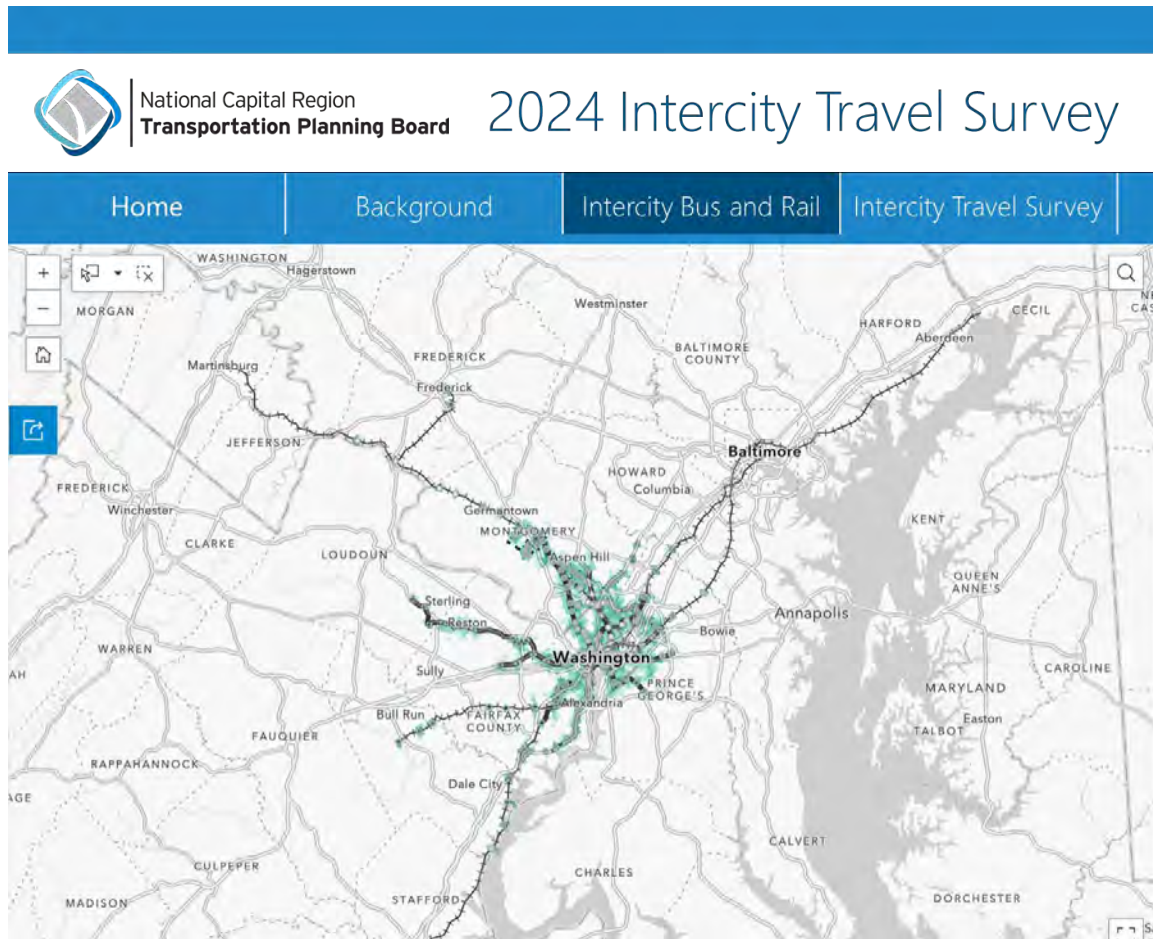 National Capital Region
Transportation Planning Board
2024 Intercity Travel Survey
Home
Background
Intercity Bus and Rail
Intercity Travel Survey
WASHINGTON
Hagerstown
MORGAN
Westminster
CECIL
HARFORD
Aberdeen
BALTIMORE
COUNTY
Martinsburg
FREDERICK
Frederick
JEFFERSON
Baltimore
HOWARD
Columbia
FREDERICK
Winchester
Germantown
MONTGOMERY
KENT
CLARKE
LOUDOUN
Aspen Hill
QUEEN
ANNE'S
Sterling
Reston
Annapolis
Bowie
WARREN
Washington
Sully
CAROLINE
PRINCE
GEORGE'S
MARYLAND
Alexandria
Bull Run
FAIRFAX
COUNTY
Easton
TALBOT
FAUQUIER
RAPPAHANNOCK
Dale City
CALVERT
CULPEPER
CHARLES
MADISON
STAFFORD
DORCHESTER